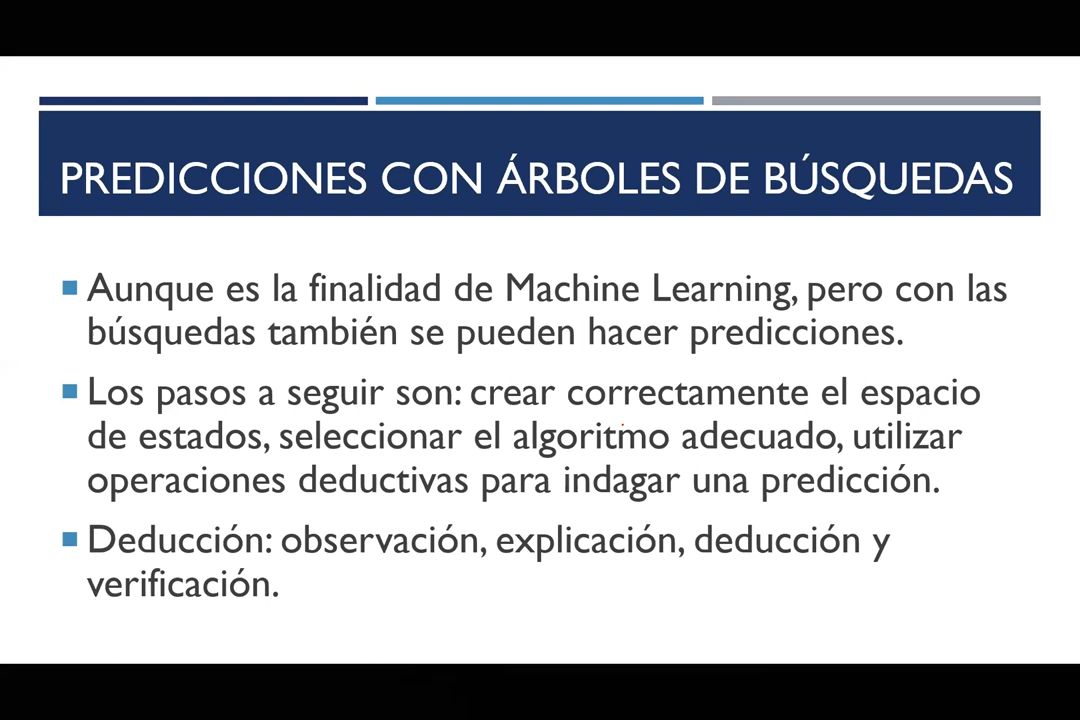 PREDICCIONES CON ÁRBOLES DE BÚSQUEDAS
Aunque es la finalidad de Machine Learning, pero con las
búsquedas también se pueden hacer predicciones.
Los pasos a seguir son: crear correctamente el espacio
de estados, seleccionar el algoritmo adecuado, utilizar
operaciones deductivas para indagar una predicción.
Deducción: observación, explicación, deducción y
verificación.